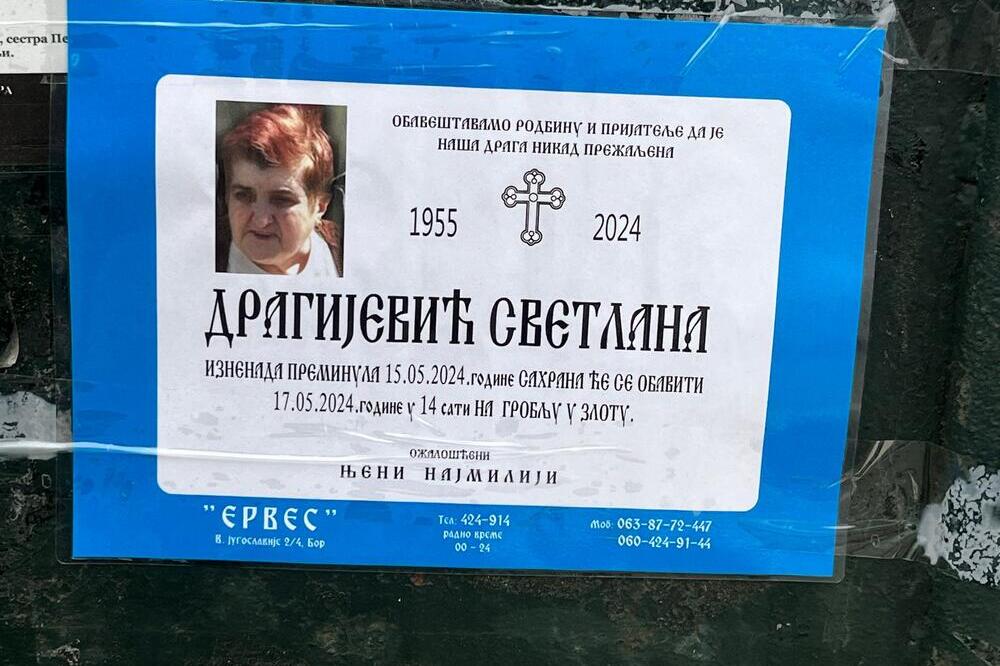 , сестра Пе
ОБАВЕШТАВАМО РОДБИНУ И ПРИЈАТЕЉЕ ДА ЈЕ
НАША ДРАГА НИКАД ПРЕЖАЉЕНА
1955 2024
ДРАГИЈЕВИЋ СВЕТЛАНА
ИЗНЕНАДА ПРЕМИНУЛА 15.05.2024.године САХРАНА ЋЕ СЕ ОБАВИТИ
17.05.2024.године у 14 сати НА ГРОБЉУ У ЗЛОТУ.
ОЖАЛОШЋЕНИ
ЊЕНИ НАЈМИЛИЈИ
"ЕРВЕС"
В. Југославије 2/4, Бор
Тел: 424-914
радно време
00 - 24
Моб: 063-87-72-447
060-424-91-44